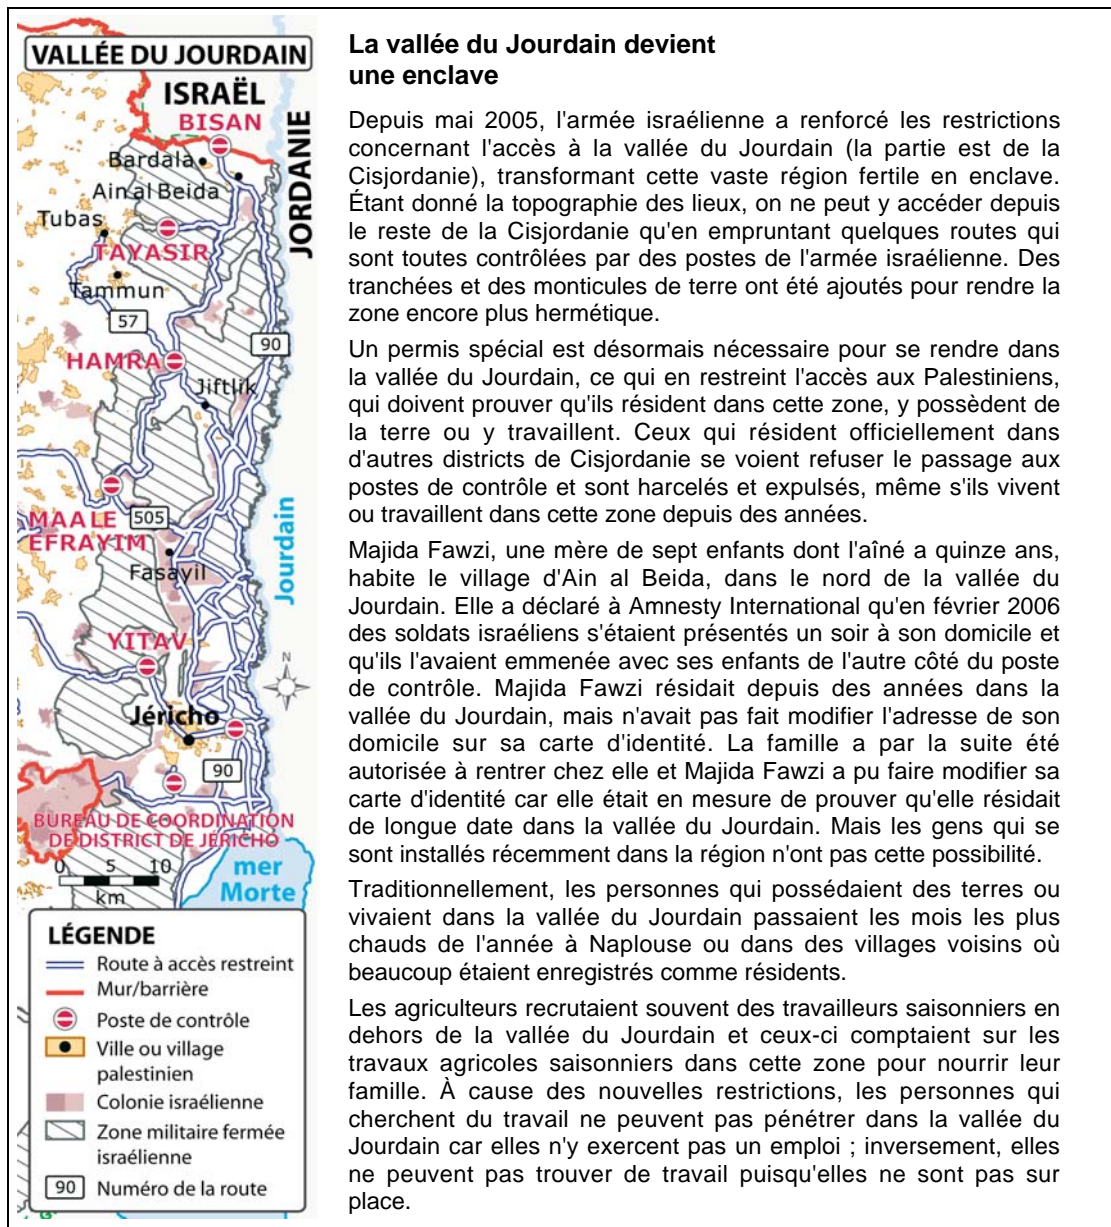 VALLÉE DU JOURDAIN
ISRAËL
BISAN
JORDANIE
Bardala
Ain al Beida
Tubas
TAYASIR
Tammun
57
90
HAMRA
Jiftlik
MAALE
EFRAYIM
505
Fasayil
Jourdain
YITAV
N
Jéricho
90
BUREAU DE COORDINATION
DE DISTRICT DE JÉRICHO
0 5 10
km
mer
Morte
LÉGENDE
Route à accès restreint
Mur/barrière
Poste de contrôle
Ville ou village
palestinien
Colonie israélienne
Zone militaire fermée
israélienne
90 Numéro de la route
La vallée du Jourdain devient
une enclave
Depuis mai 2005, l'armée israélienne a renforcé les restrictions
concernant l'accès à la vallée du Jourdain (la partie est de la
Cisjordanie), transformant cette vaste région fertile en enclave.
Étant donné la topographie des lieux, on ne peut y accéder depuis
le reste de la Cisjordanie qu'en empruntant quelques routes qui
sont toutes contrôlées par des postes de l'armée israélienne. Des
tranchées et des monticules de terre ont été ajoutés pour rendre la
zone encore plus hermétique.
Un permis spécial est désormais nécessaire pour se rendre dans
la vallée du Jourdain, ce qui en restreint l'accès aux Palestiniens,
qui doivent prouver qu'ils résident dans cette zone, y possèdent de
la terre ou y travaillent. Ceux qui résident officiellement dans
d'autres districts de Cisjordanie se voient refuser le passage aux
postes de contrôle et sont harcelés et expulsés, même s'ils vivent
ou travaillent dans cette zone depuis des années.
Majida Fawzi, une mère de sept enfants dont l'aîné a quinze ans,
habite le village d'Ain al Beida, dans le nord de la vallée du
Jourdain. Elle a déclaré à Amnesty International qu'en février 2006
des soldats israéliens s'étaient présentés un soir à son domicile et
qu'ils l'avaient emmenée avec ses enfants de l'autre côté du poste
de contrôle. Majida Fawzi résidait depuis des années dans la
vallée du Jourdain, mais n'avait pas fait modifier l'adresse de son
domicile sur sa carte d'identité. La famille a par la suite été
autorisée à rentrer chez elle et Majida Fawzi a pu faire modifier sa
carte d'identité car elle était en mesure de prouver qu'elle résidait
de longue date dans la vallée du Jourdain. Mais les gens qui se
sont installés récemment dans la région n'ont pas cette possibilité.
Traditionnellement, les personnes qui possédaient des terres ou
vivaient dans la vallée du Jourdain passaient les mois les plus
chauds de l'année à Naplouse ou dans des villages voisins où
beaucoup étaient enregistrés comme résidents.
Les agriculteurs recrutaient souvent des travailleurs saisonniers en
dehors de la vallée du Jourdain et ceux-ci comptaient sur les
travaux agricoles saisonniers dans cette zone pour nourrir leur
famille. À cause des nouvelles restrictions, les personnes qui
cherchent du travail ne peuvent pas pénétrer dans la vallée du
Jourdain car elles n'y exercent pas un emploi ; inversement, elles
ne peuvent pas trouver de travail puisqu'elles ne sont pas sur
place.